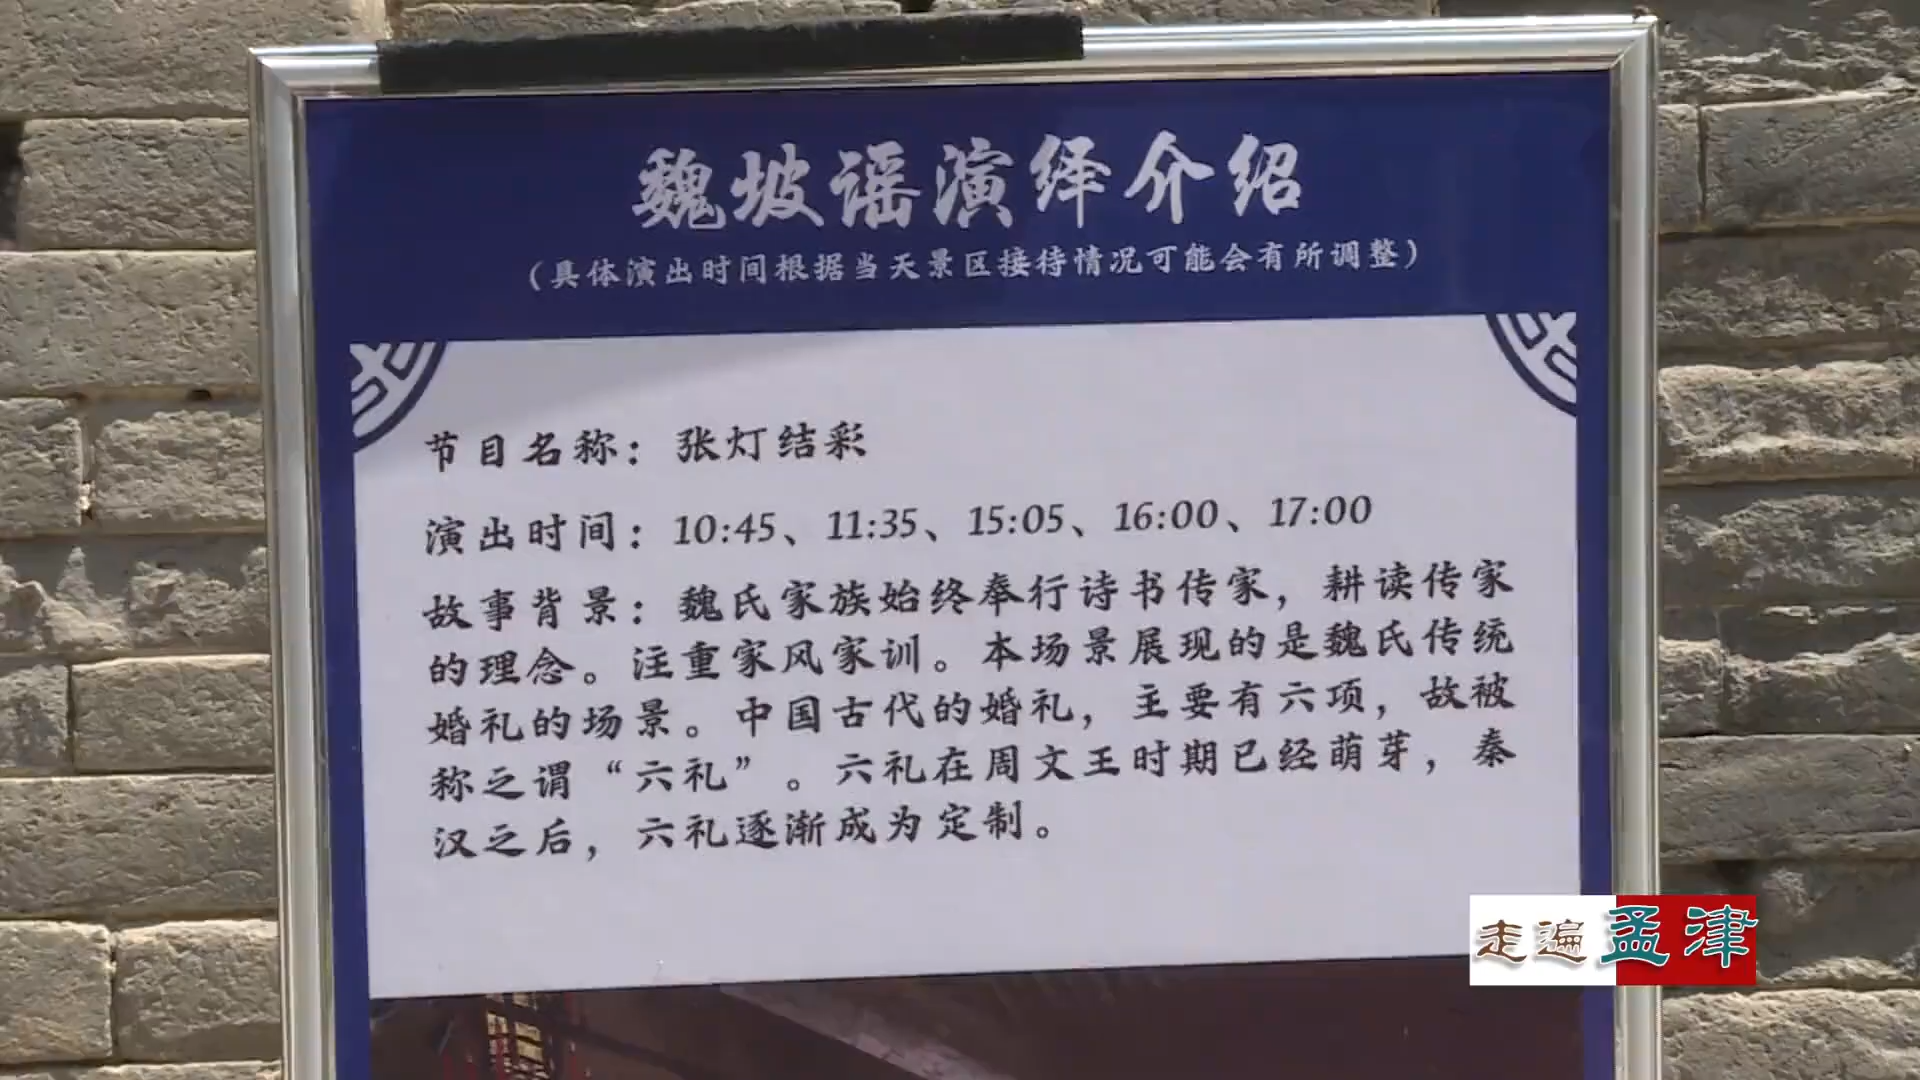 魏坡谣演绎介绍
（具体演出时间根据当天景区接待情况可能会有所调整）
节目名称：张灯结彩
演出时间：10:45、11:35、15:05、16:00、17:00
故事背景：魏氏家族始终奉行诗书传家，耕读传家
的理念。注重家风家训。本场景展现的是魏氏传统
婚礼的场景。中国古代的婚礼，主要有六项，故被
称之谓“六礼”。六礼在周文王时期已经萌芽，秦
汉之后，六礼逐渐成为定制。
走遍孟津